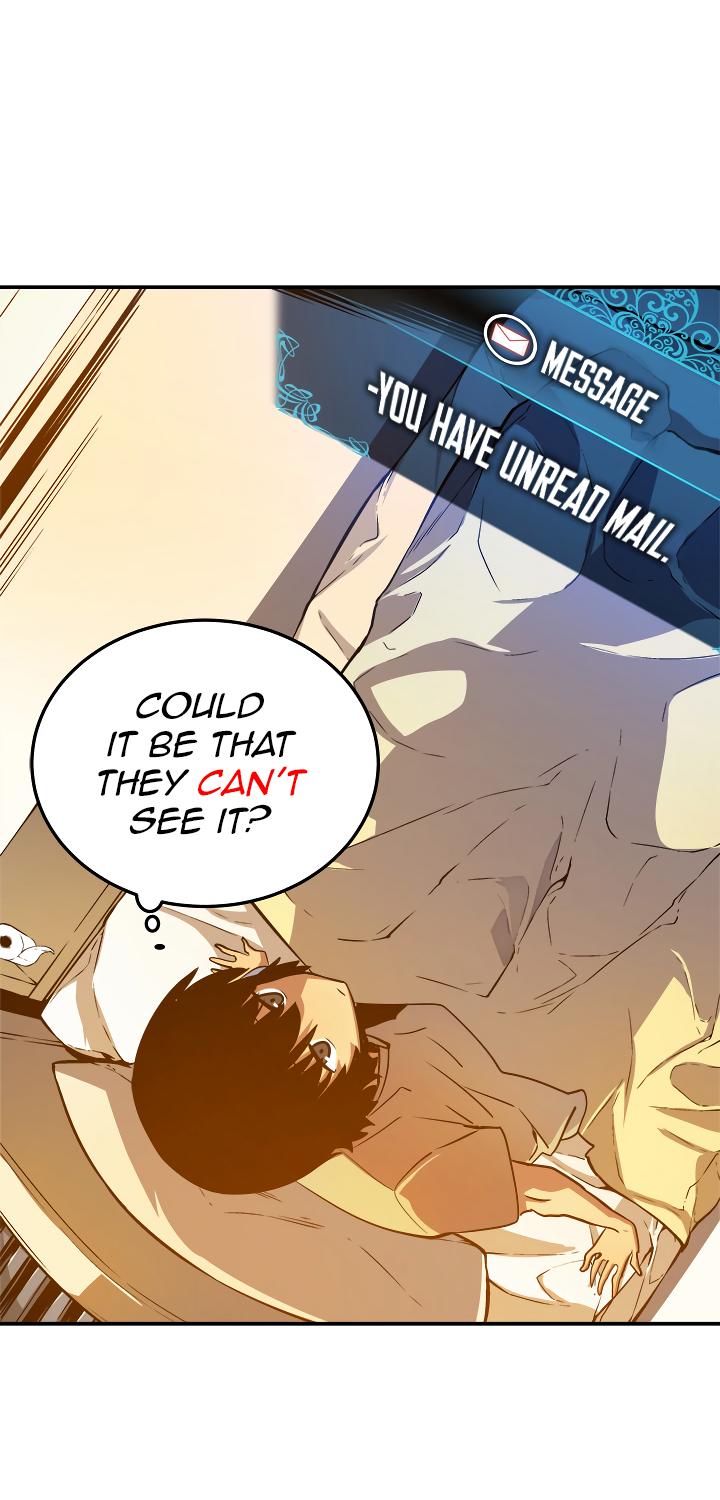 MESSAGE
-YOU HAVE UNREAD MAIL.
COULD
IT BE THAT
THEY CAN'T
SEE IT?